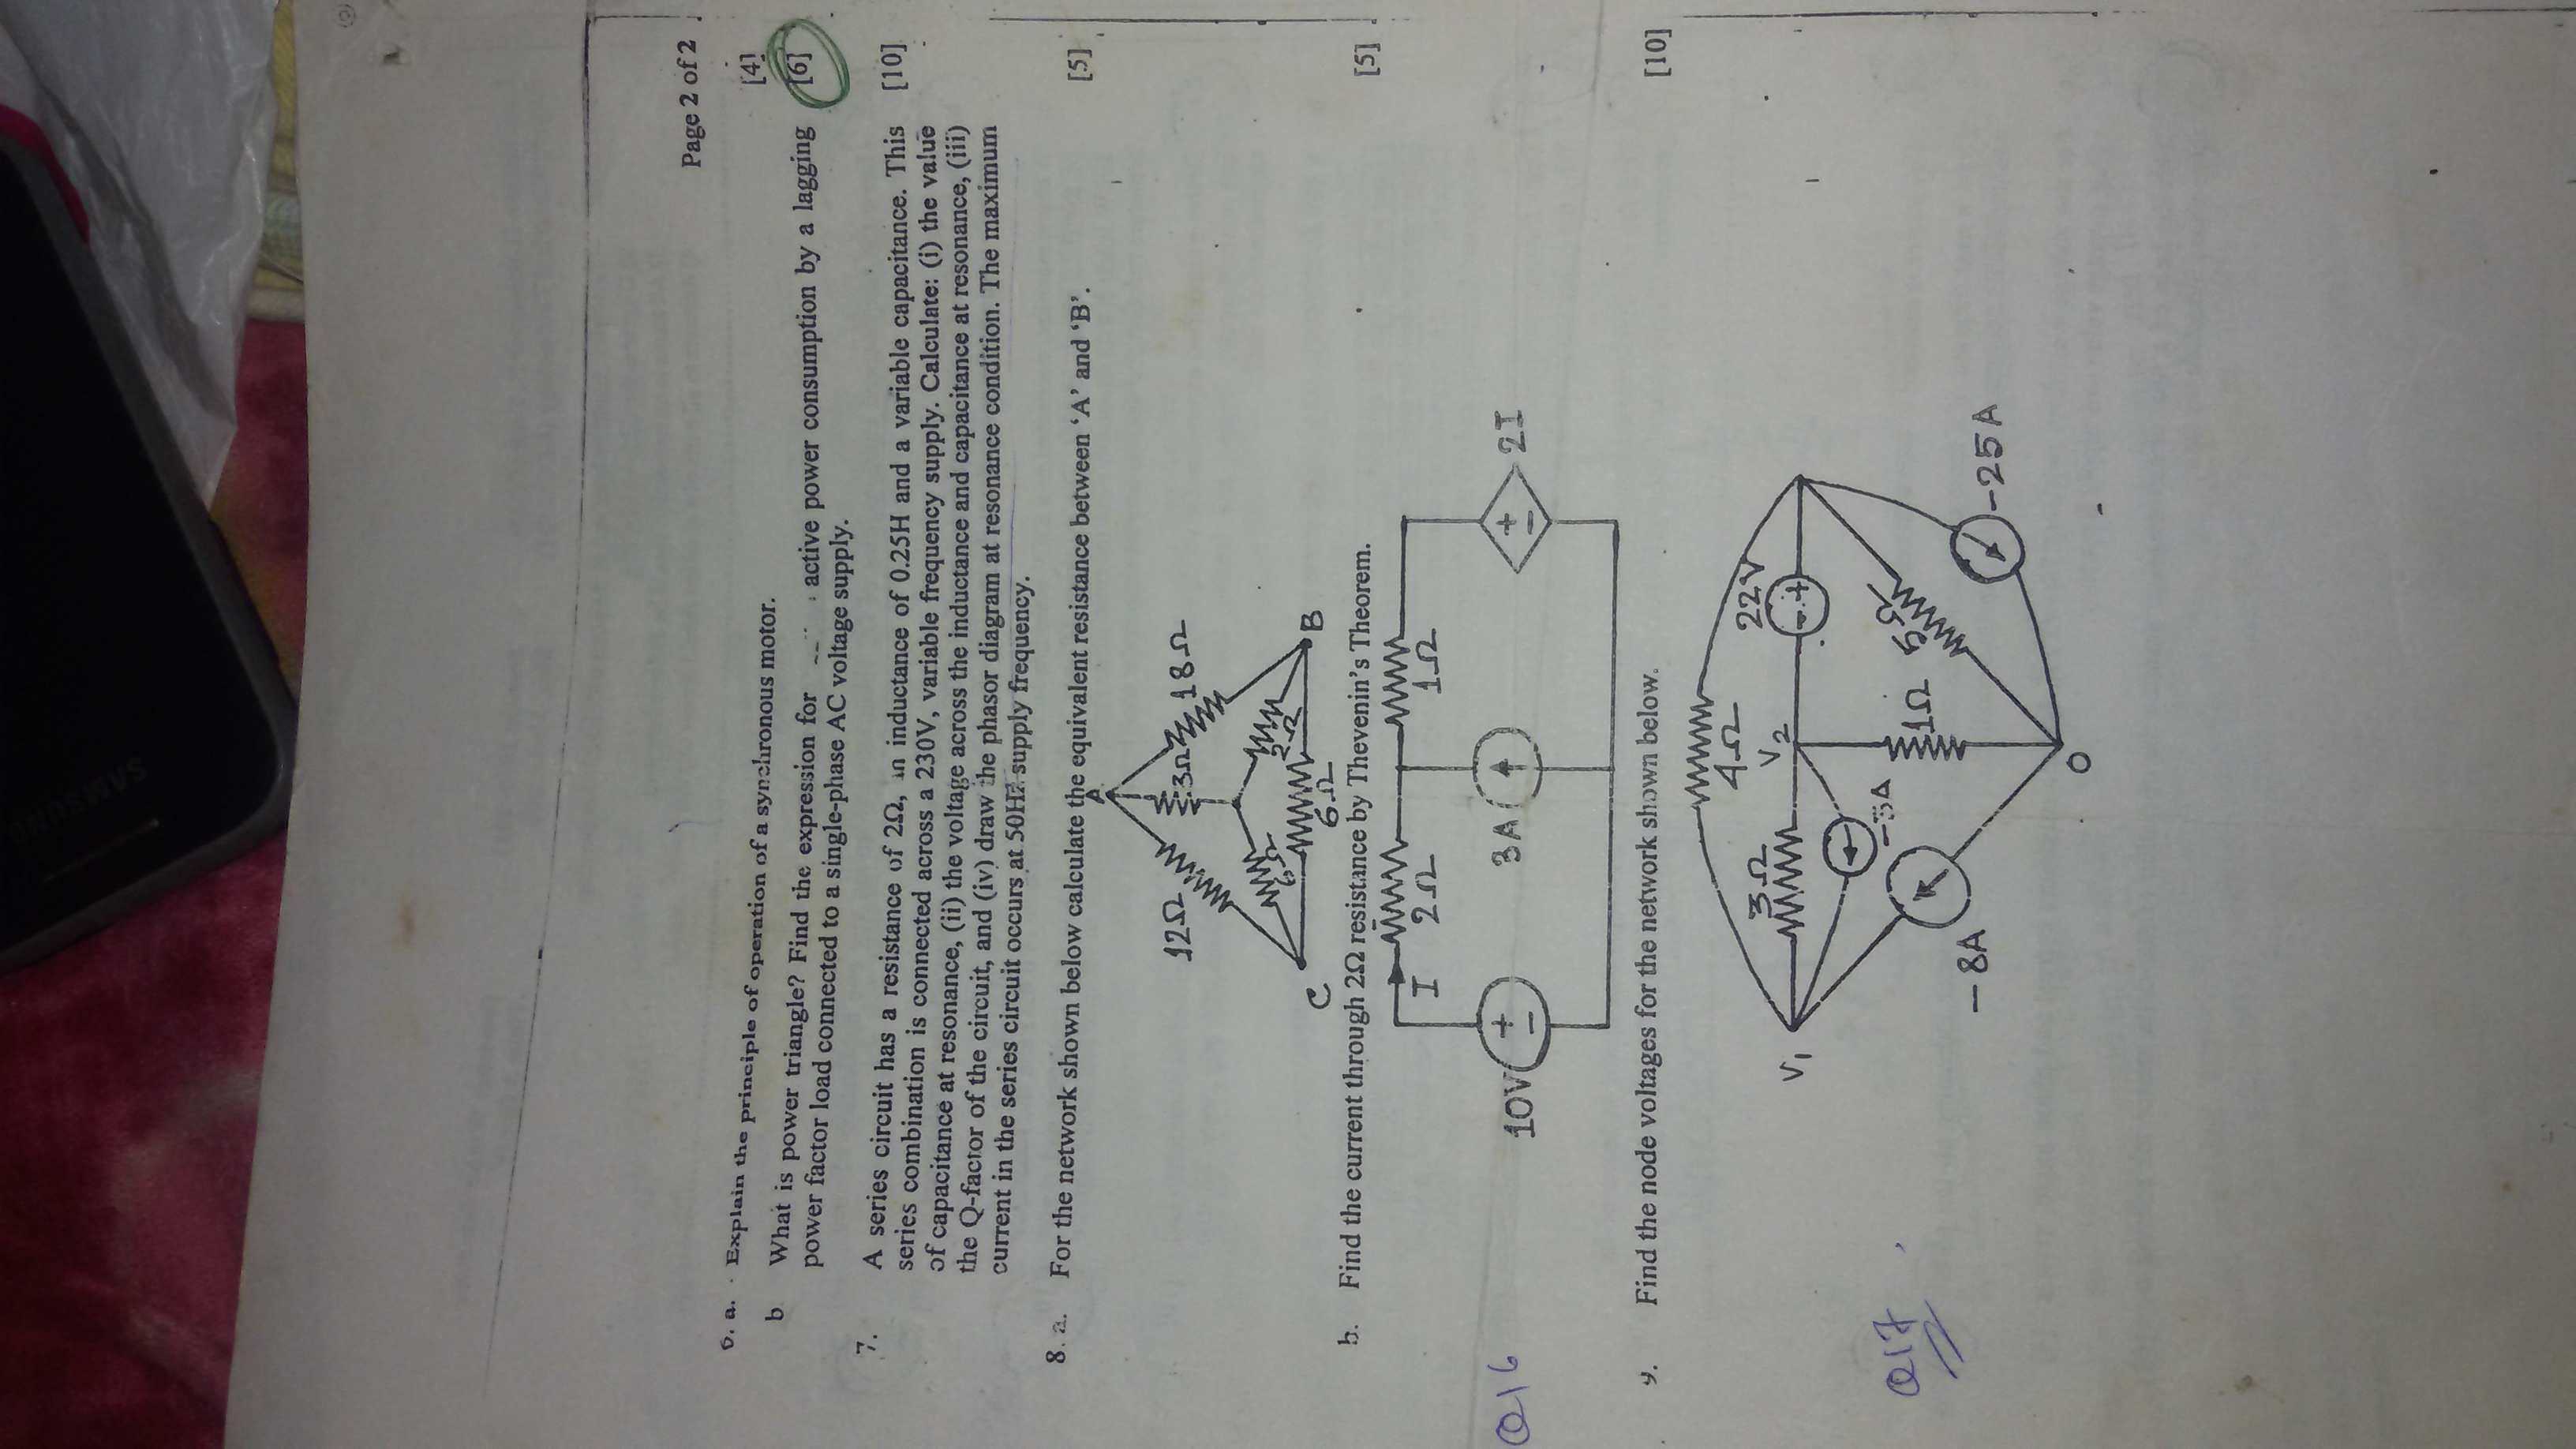 SAMSUNG
Page 2 of 2
6. a. Explain the principle of operation of a synchronous motor. [4]
b What is power triangle? Find the expression for active power consumption by a lagging [6]
power factor load connected to a single-phase AC voltage supply.
7. A series circuit has a resistance of 2Ω, an inductance of 0.25H and a variable capacitance. This [10]
series combination is connected across a 230V, variable frequency supply. Calculate: (i) the value
of capacitance at resonance, (ii) the voltage across the inductance and capacitance at resonance, (iii)
the Q-factor of the circuit, and (iv) draw the phasor diagram at resonance condition. The maximum
current in the series circuit occurs at 50Hz supply frequency.
8. a. For the network shown below calculate the equivalent resistance between ‘A’ and ‘B’. [5]
A
12Ω 3Ω 18Ω
6Ω 2Ω
C B
6Ω
b. Find the current through 2Ω resistance by Thevenin’s Theorem. [5]
I 2Ω 1Ω
Q16 10V + - 3A + - 2I
9. Find the node voltages for the network shown below. [10]
4Ω
3Ω V2 22V
V1 - +
Q17 1Ω 5Ω
-8A -25A
O